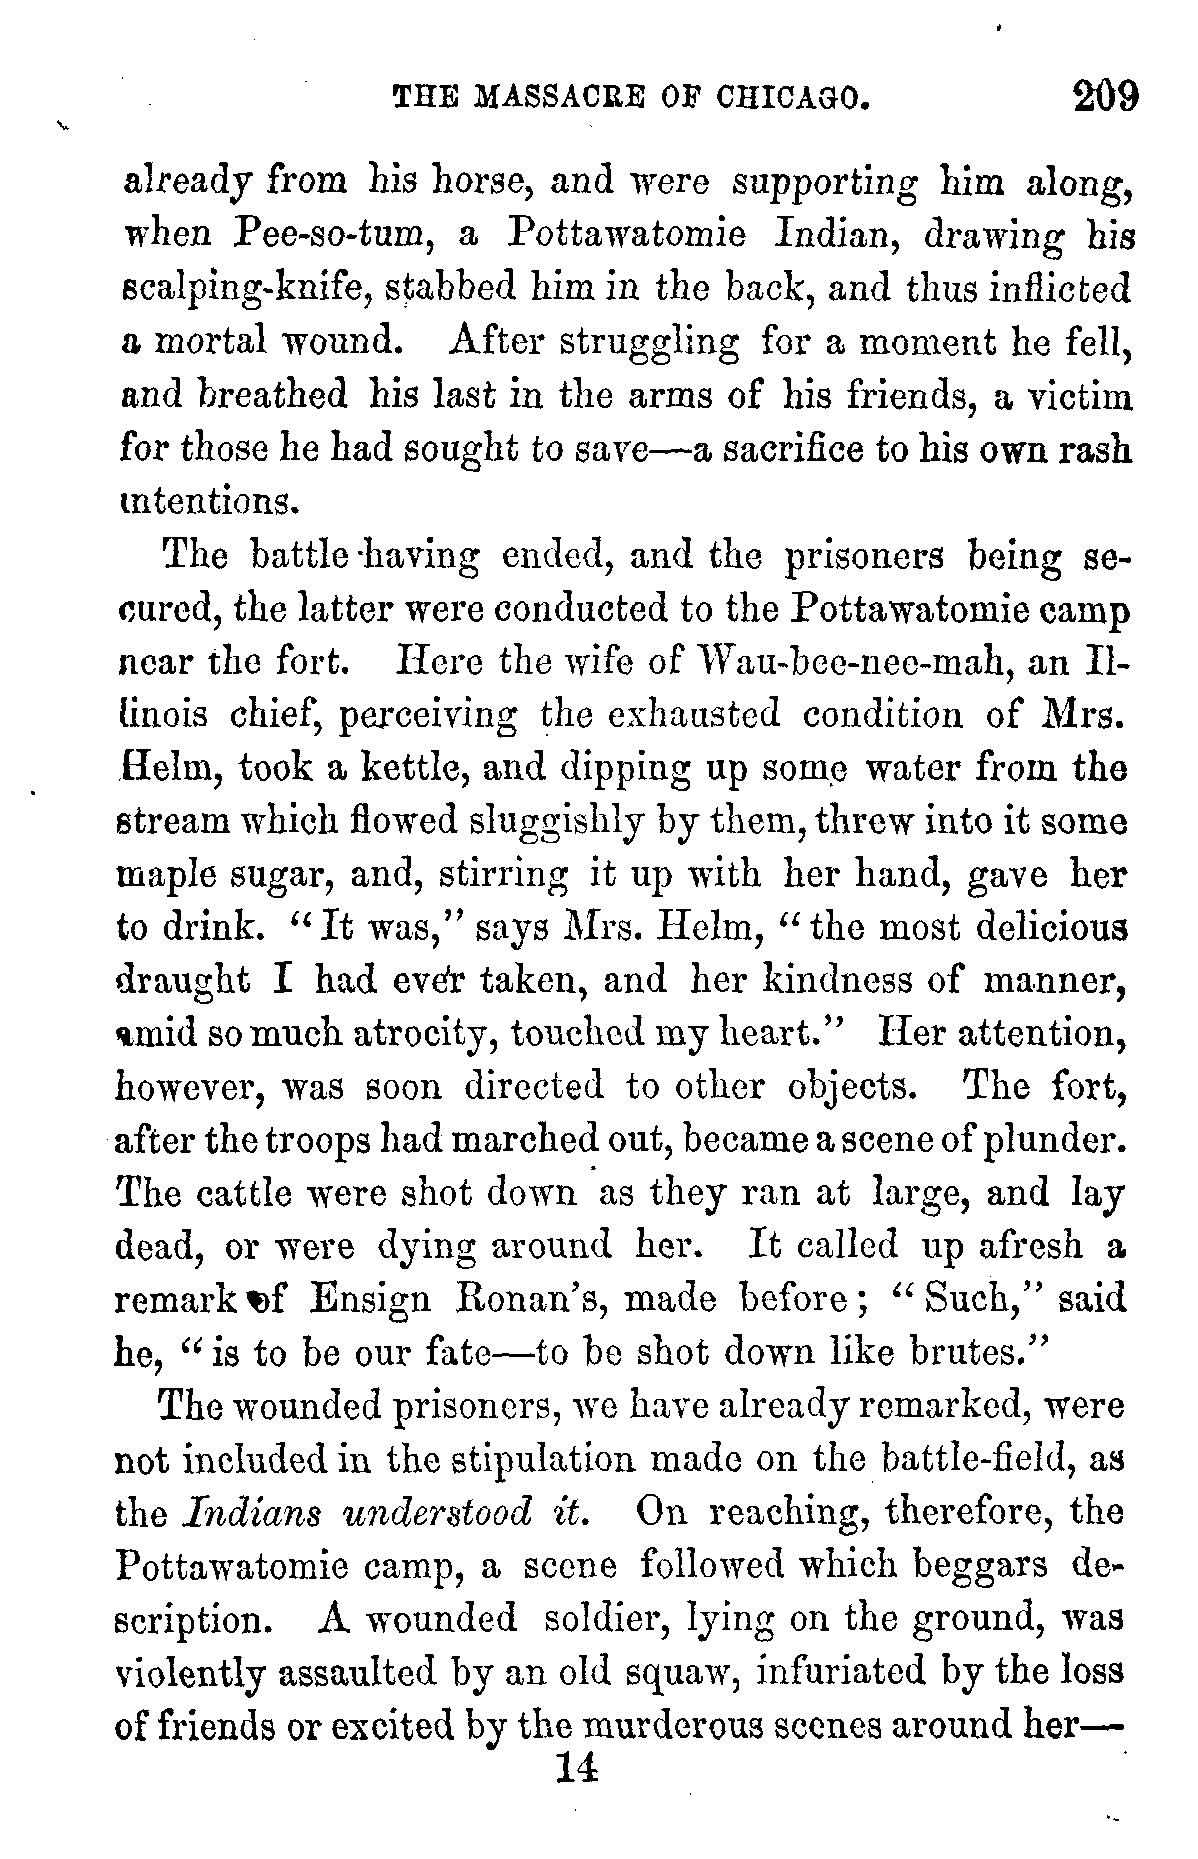 THE MASSACRE OF CHICAGO. 209
already from his horse, and were supporting him along,
when Pee-so-tum, a Pottawatomie Indian, drawing his
scalping-knife, stabbed him in the back, and thus inflicted
a mortal wound. After struggling for a moment he fell,
and breathed his last in the arms of his friends, a victim
for those he had sought to save—a sacrifice to his own rash
intentions.
The battle having ended, and the prisoners being se-
cured, the latter were conducted to the Pottawatomie camp
near the fort. Here the wife of Wau-bee-nee-mah, an Il-
linois chief, perceiving the exhausted condition of Mrs.
Helm, took a kettle, and dipping up some water from the
stream which flowed sluggishly by them, threw into it some
maple sugar, and, stirring it up with her hand, gave her
to drink. "It was," says Mrs. Helm, "the most delicious
draught I had ever taken, and her kindness of manner,
amid so much atrocity, touched my heart." Her attention,
however, was soon directed to other objects. The fort,
after the troops had marched out, became a scene of plunder.
The cattle were shot down as they ran at large, and lay
dead, or were dying around her. It called up afresh a
remark of Ensign Ronan's, made before; "Such," said
he, "is to be our fate—to be shot down like brutes."
The wounded prisoners, we have already remarked, were
not included in the stipulation made on the battle-field, as
the Indians understood it. On reaching, therefore, the
Pottawatomie camp, a scene followed which beggars de-
scription. A wounded soldier, lying on the ground, was
violently assaulted by an old squaw, infuriated by the loss
of friends or excited by the murderous scenes around her—
14